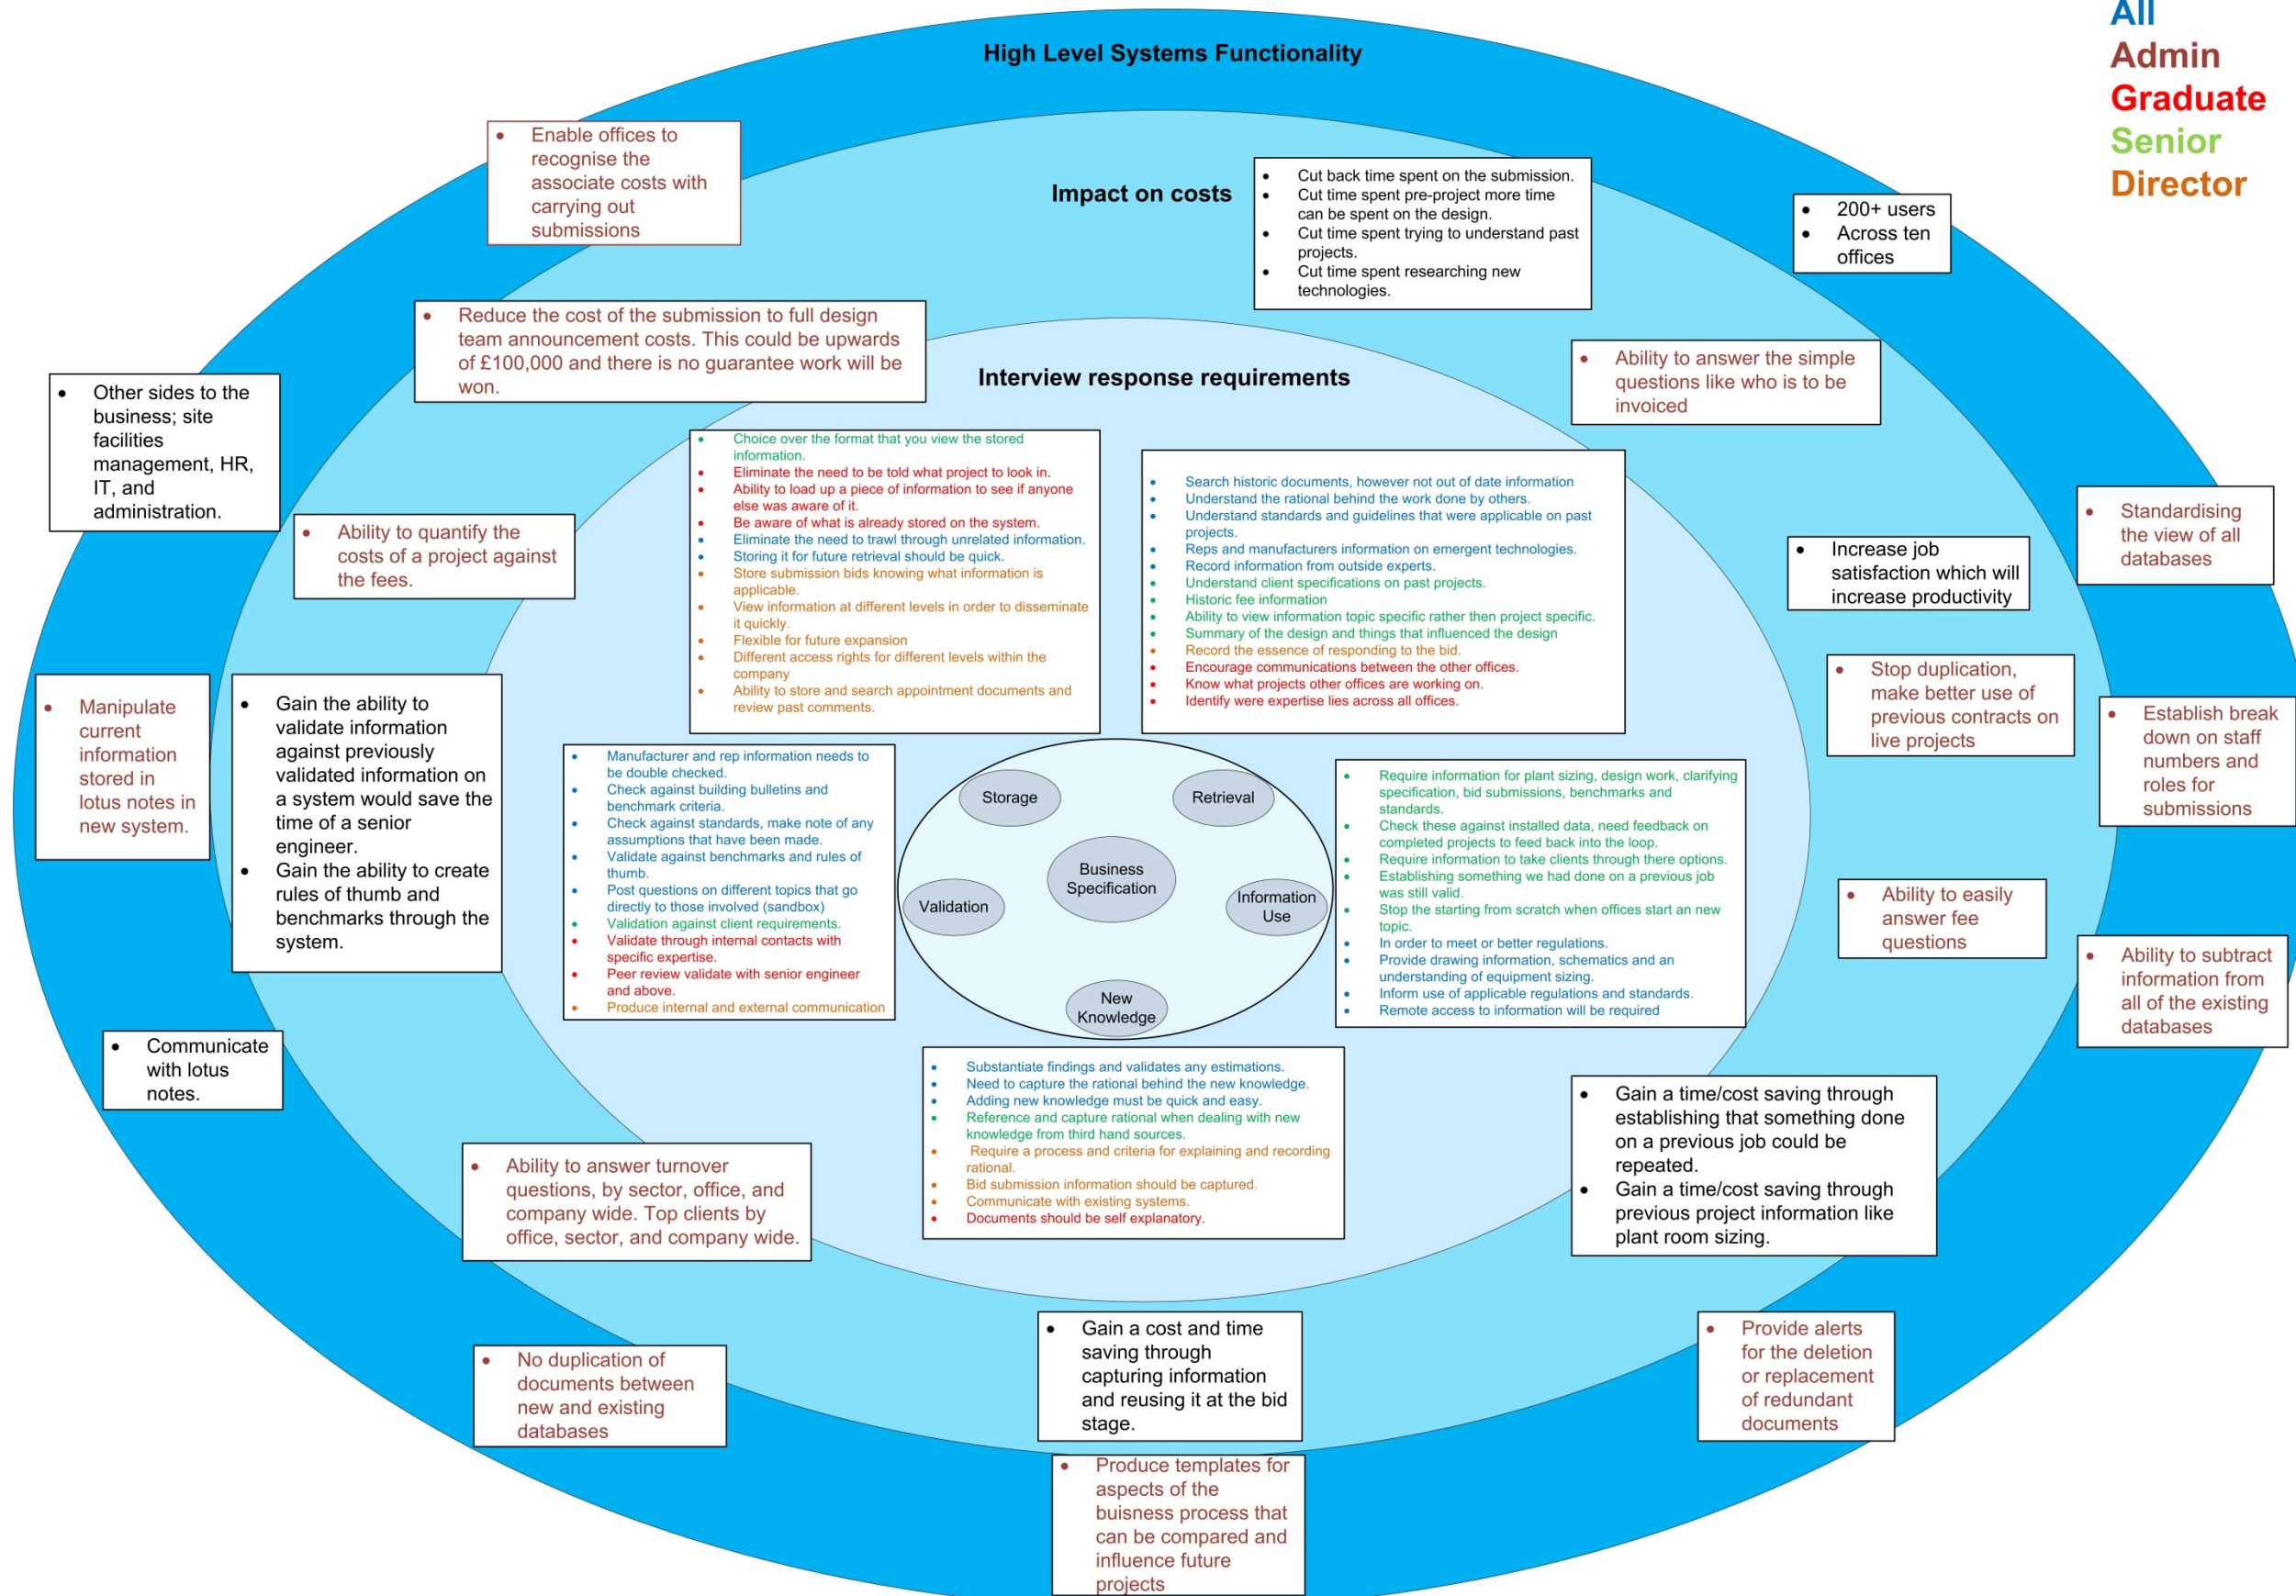 High Level Systems Functionality
All
Admin
Graduate
Senior
Director
• Enable offices to
recognise the
associate costs with
carrying out
submissions
Impact on costs
• Cut back time spent on the submission.
• Cut time spent pre-project more time
can be spent on the design.
• Cut time spent trying to understand past
projects.
• Cut time spent researching new
technologies.
• 200+ users
• Across ten
offices
• Reduce the cost of the submission to full design
team announcement costs. This could be upwards
of £100,000 and there is no guarantee work will be
won.
Interview response requirements
• Ability to answer the simple
questions like who is to be
invoiced
• Other sides to the
business; site
facilities
management, HR,
IT, and
administration.
• Ability to quantify the
costs of a project against
the fees.
• Choice over the format that you view the stored
information.
• Eliminate the need to be told what project to look in.
• Ability to load up a piece of information to see if anyone
else was aware of it.
• Be aware of what is already stored on the system.
• Eliminate the need to trawl through unrelated information.
• Storing it for future retrieval should be quick.
• Store submission bids knowing what information is
applicable.
• View information at different levels in order to disseminate
it quickly.
• Flexible for future expansion
• Different access rights for different levels within the
company
• Ability to store and search appointment documents and
review past comments.
• Search historic documents, however not out of date information
• Understand the rational behind the work done by others.
• Understand standards and guidelines that were applicable on past
projects.
• Reps and manufacturers information on emergent technologies.
• Record information from outside experts.
• Understand client specifications on past projects.
• Historic fee information
• Ability to view information topic specific rather then project specific.
• Summary of the design and things that influenced the design
• Record the essence of responding to the bid.
• Encourage communications between the other offices.
• Know what projects other offices are working on.
• Identify were expertise lies across all offices.
• Increase job
satisfaction which will
increase productivity
• Standardising
the view of all
databases
• Manipulate
current
information
stored in
lotus notes in
new system.
• Gain the ability to
validate information
against previously
validated information on
a system would save the
time of a senior
engineer.
• Gain the ability to create
rules of thumb and
benchmarks through the
system.
• Manufacturer and rep information needs to
be double checked.
• Check against building bulletins and
benchmark criteria.
• Check against standards, make note of any
assumptions that have been made.
• Validate against benchmarks and rules of
thumb.
• Post questions on different topics that go
directly to those involved (sandbox)
• Validation against client requirements.
• Validate through internal contacts with
specific expertise.
• Peer review validate with senior engineer
and above.
• Produce internal and external communication
Storage
Retrieval
Business
Specification
Validation
Information
Use
New
Knowledge
• Require information for plant sizing, design work, clarifying
specification, bid submissions, benchmarks and
standards.
• Check these against installed data, need feedback on
completed projects to feed back into the loop.
• Require information to take clients through there options.
• Establishing something we had done on a previous job
was still valid.
• Stop the starting from scratch when offices start an new
topic.
• In order to meet or better regulations.
• Provide drawing information, schematics and an
understanding of equipment sizing.
• Inform use of applicable regulations and standards.
• Remote access to information will be required
• Stop duplication,
make better use of
previous contracts on
live projects
• Establish break
down on staff
numbers and
roles for
submissions
• Ability to easily
answer fee
questions
• Ability to subtract
information from
all of the existing
databases
• Communicate
with lotus
notes.
• Substantiate findings and validates any estimations.
• Need to capture the rational behind the new knowledge.
• Adding new knowledge must be quick and easy.
• Reference and capture rational when dealing with new
knowledge from third hand sources.
• Require a process and criteria for explaining and recording
rational.
• Bid submission information should be captured.
• Communicate with existing systems.
• Documents should be self explanatory.
• Gain a time/cost saving through
establishing that something done
on a previous job could be
repeated.
• Gain a time/cost saving through
previous project information like
plant room sizing.
• Ability to answer turnover
questions, by sector, office, and
company wide. Top clients by
office, sector, and company wide.
• No duplication of
documents between
new and existing
databases
• Gain a cost and time
saving through
capturing information
and reusing it at the bid
stage.
• Provide alerts
for the deletion
or replacement
of redundant
documents
• Produce templates for
aspects of the
buisness process that
can be compared and
influence future
projects